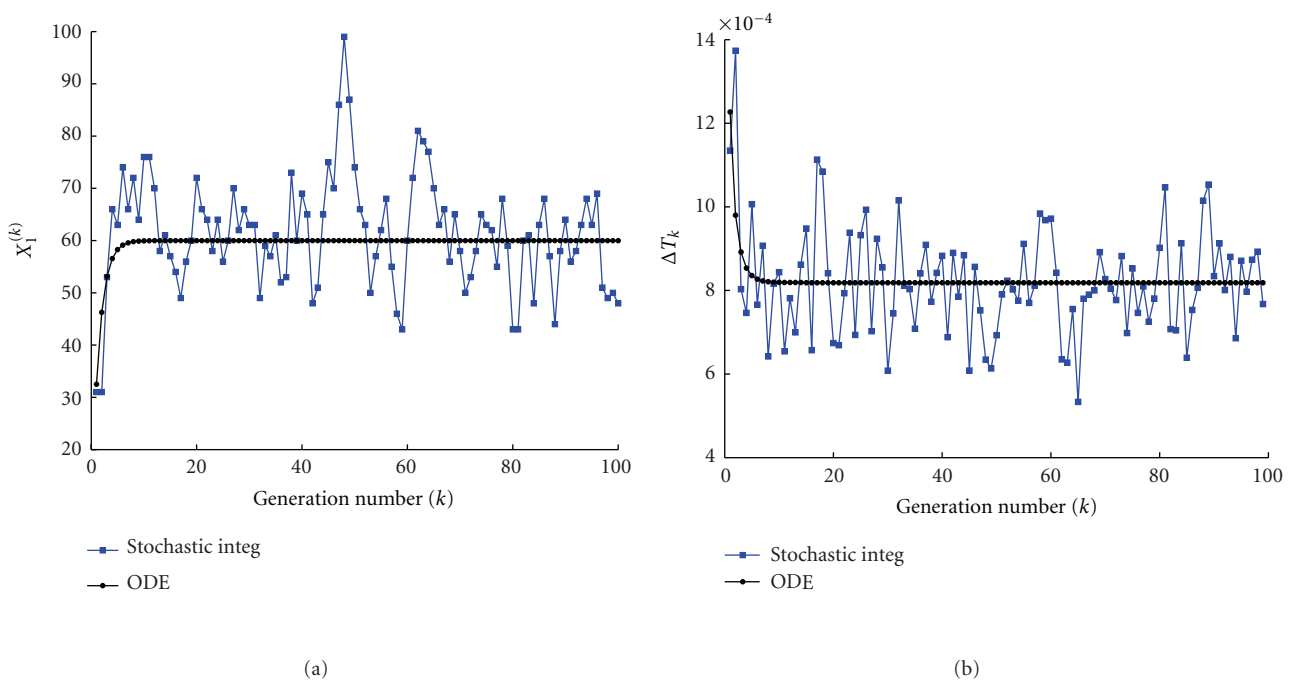 100
90
80
70
60
50
40
30
20
X₁⁽ᵏ⁾
0 20 40 60 80 100
Generation number (k)
Stochastic integ
ODE
(a)
×10⁻⁴
14
12
10
8
6
4
ΔTₖ
0 20 40 60 80 100
Generation number (k)
Stochastic integ
ODE
(b)